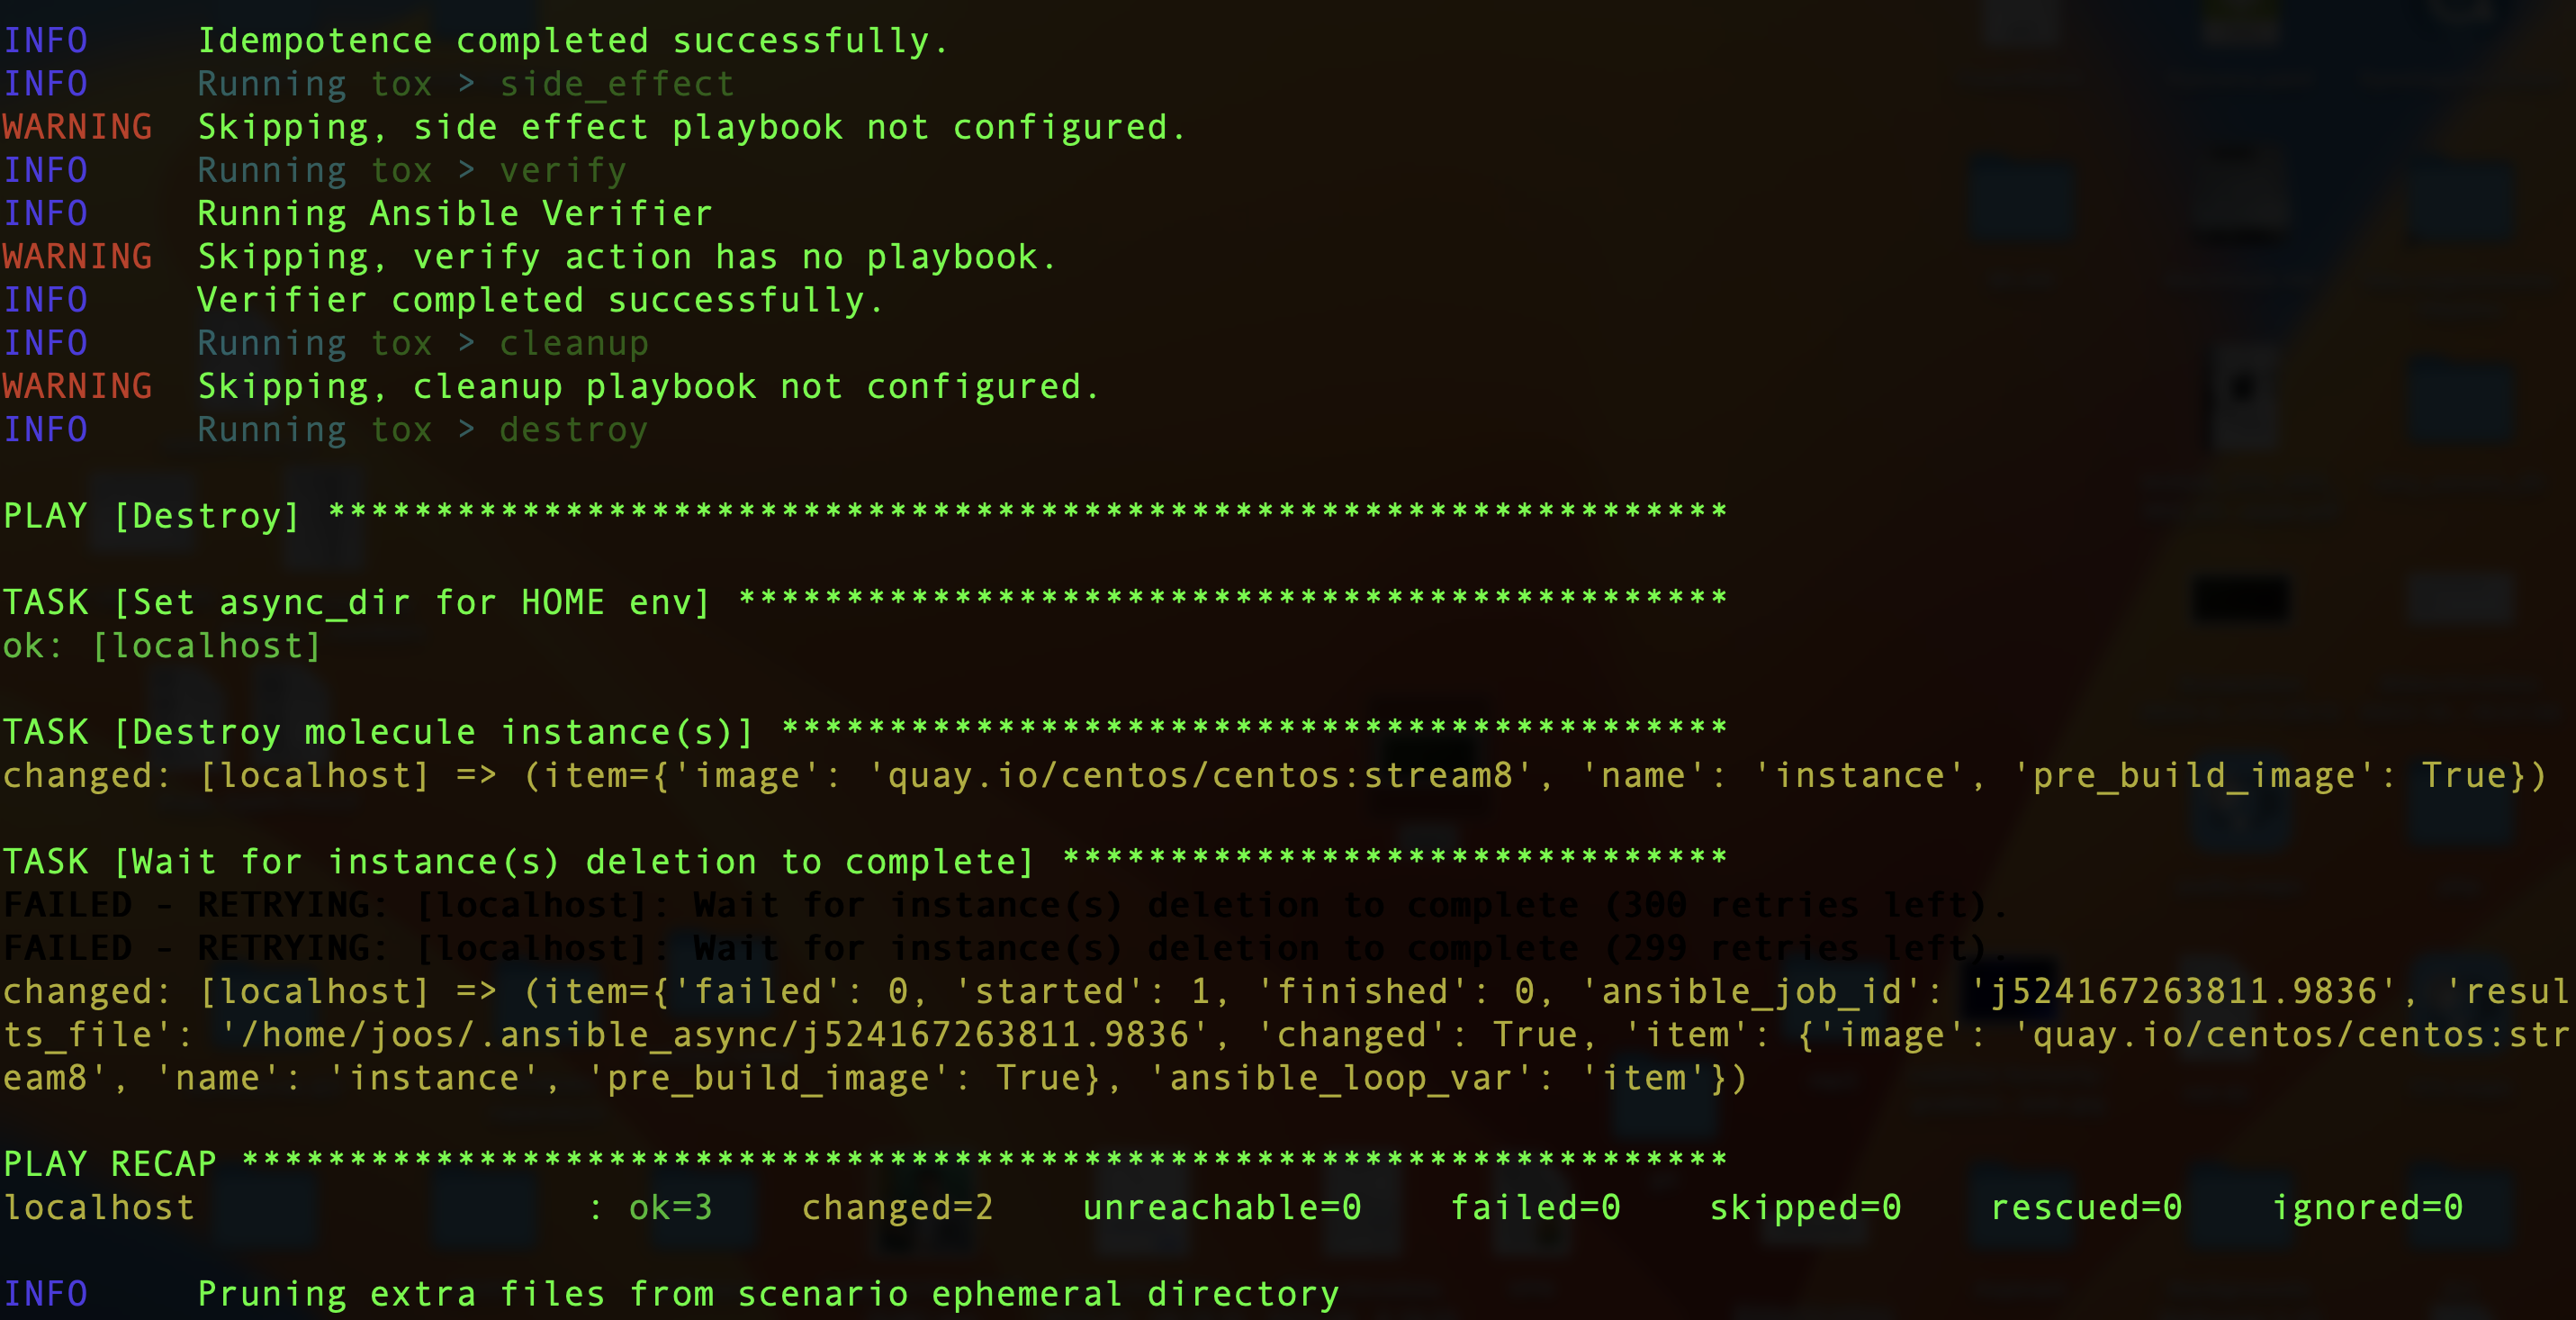 INFO     Idempotence completed successfully.
INFO     Running tox > side_effect
WARNING  Skipping, side effect playbook not configured.
INFO     Running tox > verify
INFO     Running Ansible Verifier
WARNING  Skipping, verify action has no playbook.
INFO     Verifier completed successfully.
INFO     Running tox > cleanup
WARNING  Skipping, cleanup playbook not configured.
INFO     Running tox > destroy
PLAY [Destroy] *****************************************************************
TASK [Set async_dir for HOME env] **********************************************
ok: [localhost]
TASK [Destroy molecule instance(s)] ********************************************
changed: [localhost] => (item={'image': 'quay.io/centos/centos:stream8', 'name': 'instance', 'pre_build_image': True})
TASK [Wait for instance(s) deletion to complete] *******************************
FAILED - RETRYING: [localhost]: Wait for instance(s) deletion to complete (300 retries left).
FAILED - RETRYING: [localhost]: Wait for instance(s) deletion to complete (299 retries left).
changed: [localhost] => (item={'failed': 0, 'started': 1, 'finished': 0, 'ansible_job_id': 'j524167263811.9836', 'resul
ts_file': '/home/joos/.ansible_async/j524167263811.9836', 'changed': True, 'item': {'image': 'quay.io/centos/centos:str
eam8', 'name': 'instance', 'pre_build_image': True}, 'ansible_loop_var': 'item'})
PLAY RECAP *********************************************************************
localhost                  : ok=3    changed=2    unreachable=0    failed=0    skipped=0    rescued=0    ignored=0
INFO     Pruning extra files from scenario ephemeral directory